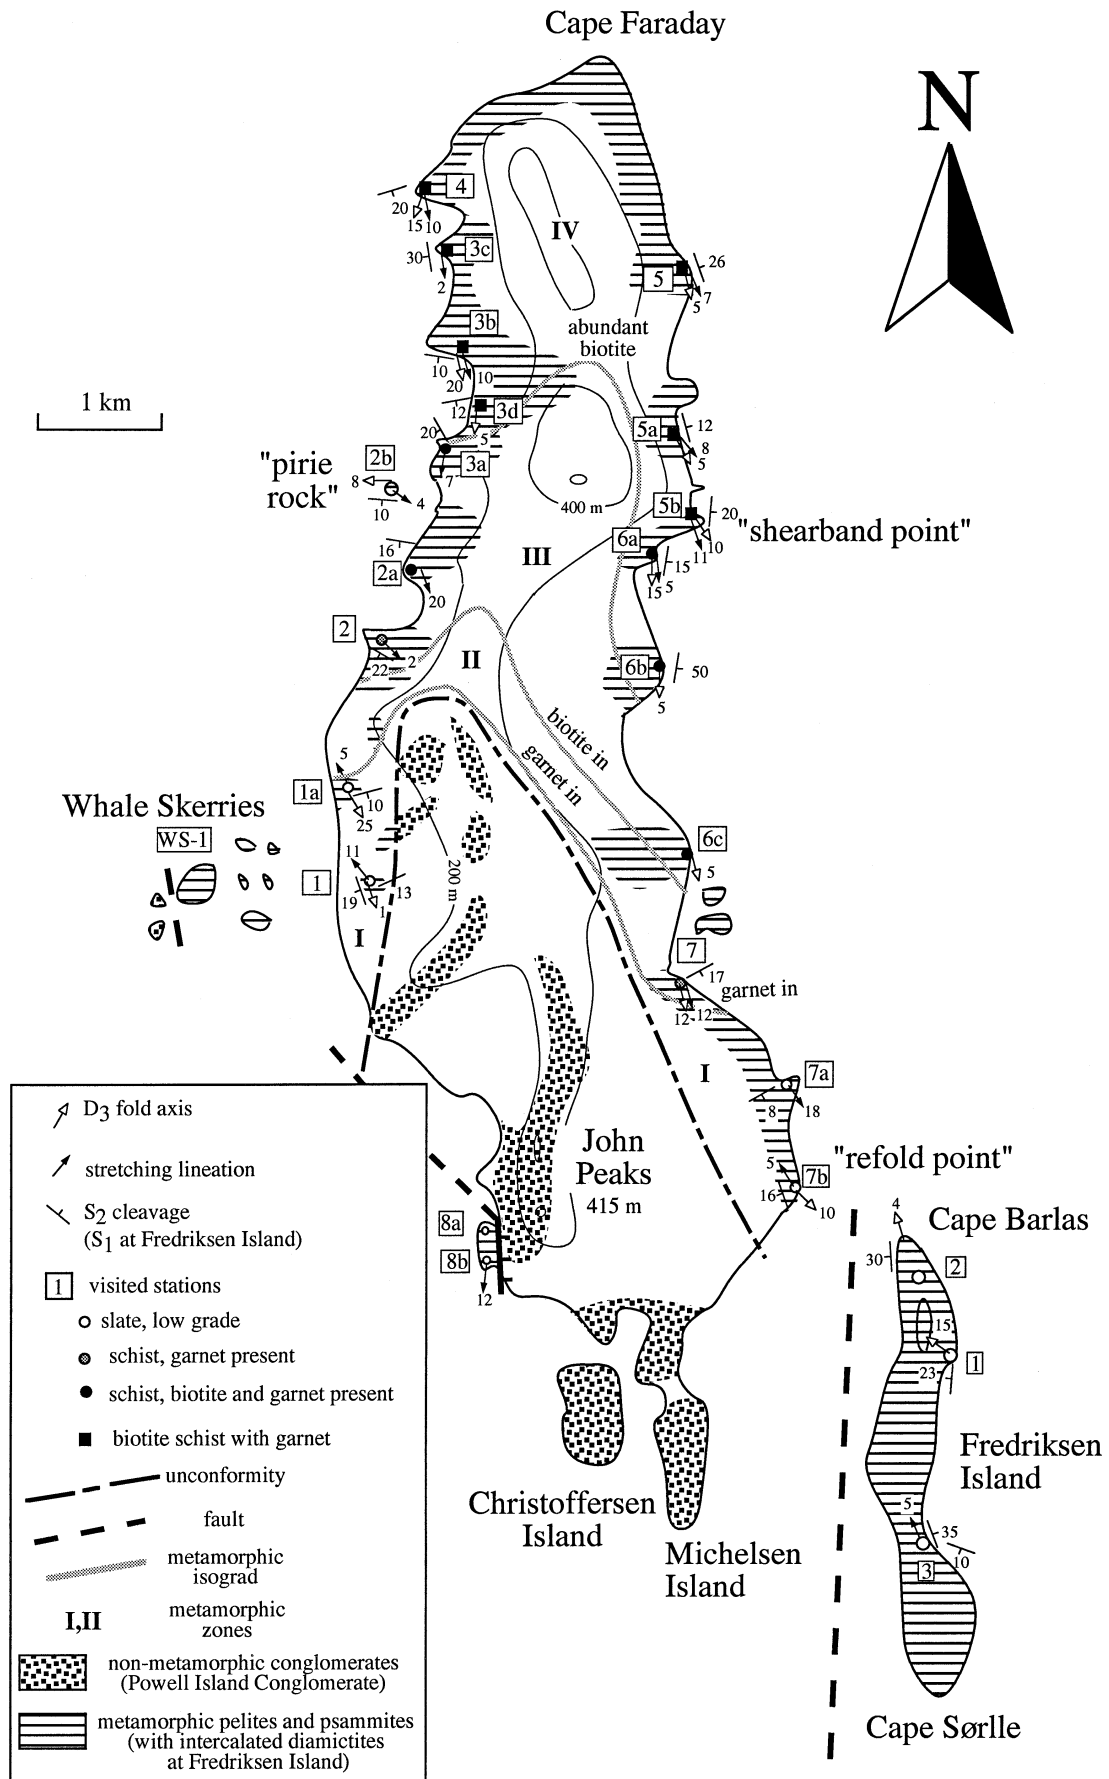 Cape Faraday
N
4
20
15
10
30
3c
2
IV
26
5
7
5
3b
abundant
biotite
10
20
10
1 km
12
3d
5
20
3a
7
12
5a
8
5
"pirie
rock"
2b
8
4
10
400 m
5b
20
"shearband point"
10
11
6a
15
15
5
16
2a
20
III
2
22
2
II
6b
50
5
biotite in
garnet in
5
1a
10
25
Whale Skerries
WS-1
11
1
13
19
1
I
200 m
6c
5
7
17
garnet in
12
12
I
7a
8
18
John
Peaks
415 m
"refold point"
5
7b
16
10
8a
8b
12
4
Cape Barlas
30
2
15
1
23
Fredriksen
Island
5
35
10
3
Christoffersen
Island
Michelsen
Island
Cape Sørlle
D3 fold axis
stretching lineation
S2 cleavage
(S1 at Fredriksen Island)
1 visited stations
slate, low grade
schist, garnet present
schist, biotite and garnet present
biotite schist with garnet
unconformity
fault
metamorphic
isograd
I,II metamorphic
zones
non-metamorphic conglomerates
(Powell Island Conglomerate)
metamorphic pelites and psammites
(with intercalated diamictites
at Fredriksen Island)